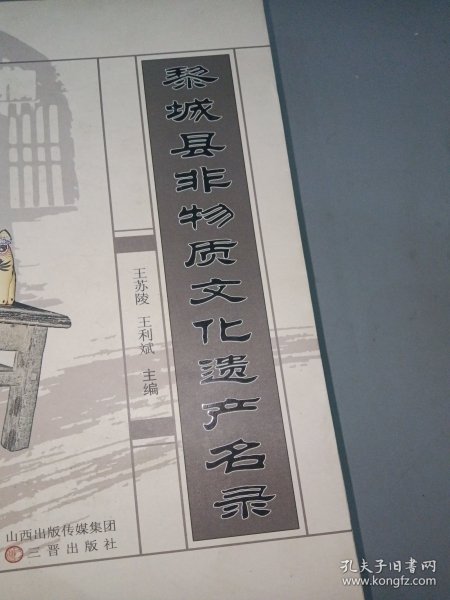 黎城县非物质文化遗产名录
王苏陵 王利斌 主编
山西出版传媒集团
三晋出版社
孔夫子旧书网
www.kongfz.com